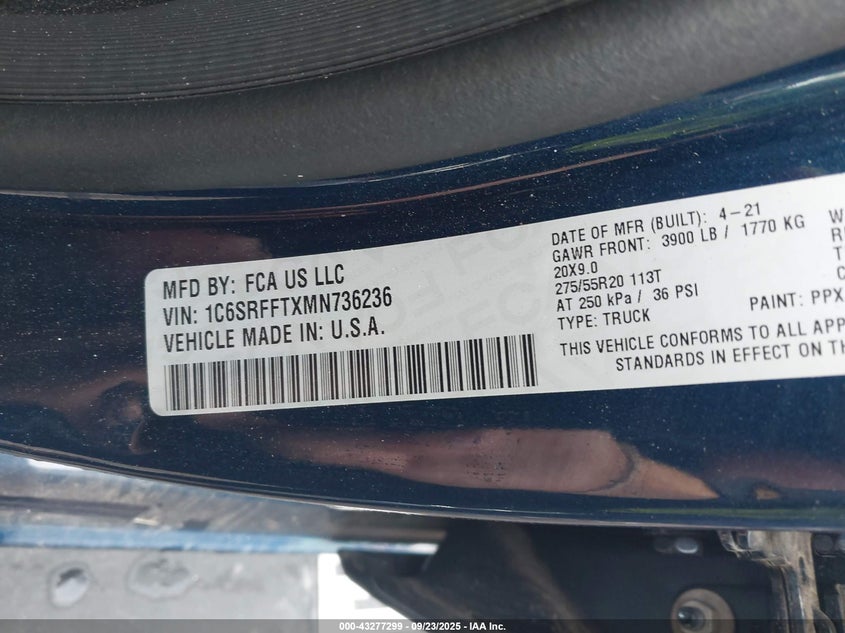 MFD BY: FCA US LLC
VIN: 1C6SRFFTXMN736236
VEHICLE MADE IN: U.S.A.
DATE OF MFR (BUILT): 4-21
GAWR FRONT: 3900 LB / 1770 KG
20X9.0
275/55R20 113T
AT 250 kPa / 36 PSI
TYPE: TRUCK
PAINT: PPX
THIS VEHICLE CONFORMS TO ALL APP
STANDARDS IN EFFECT ON TH
000-43277299 - 09/23/2025 - IAA Inc.